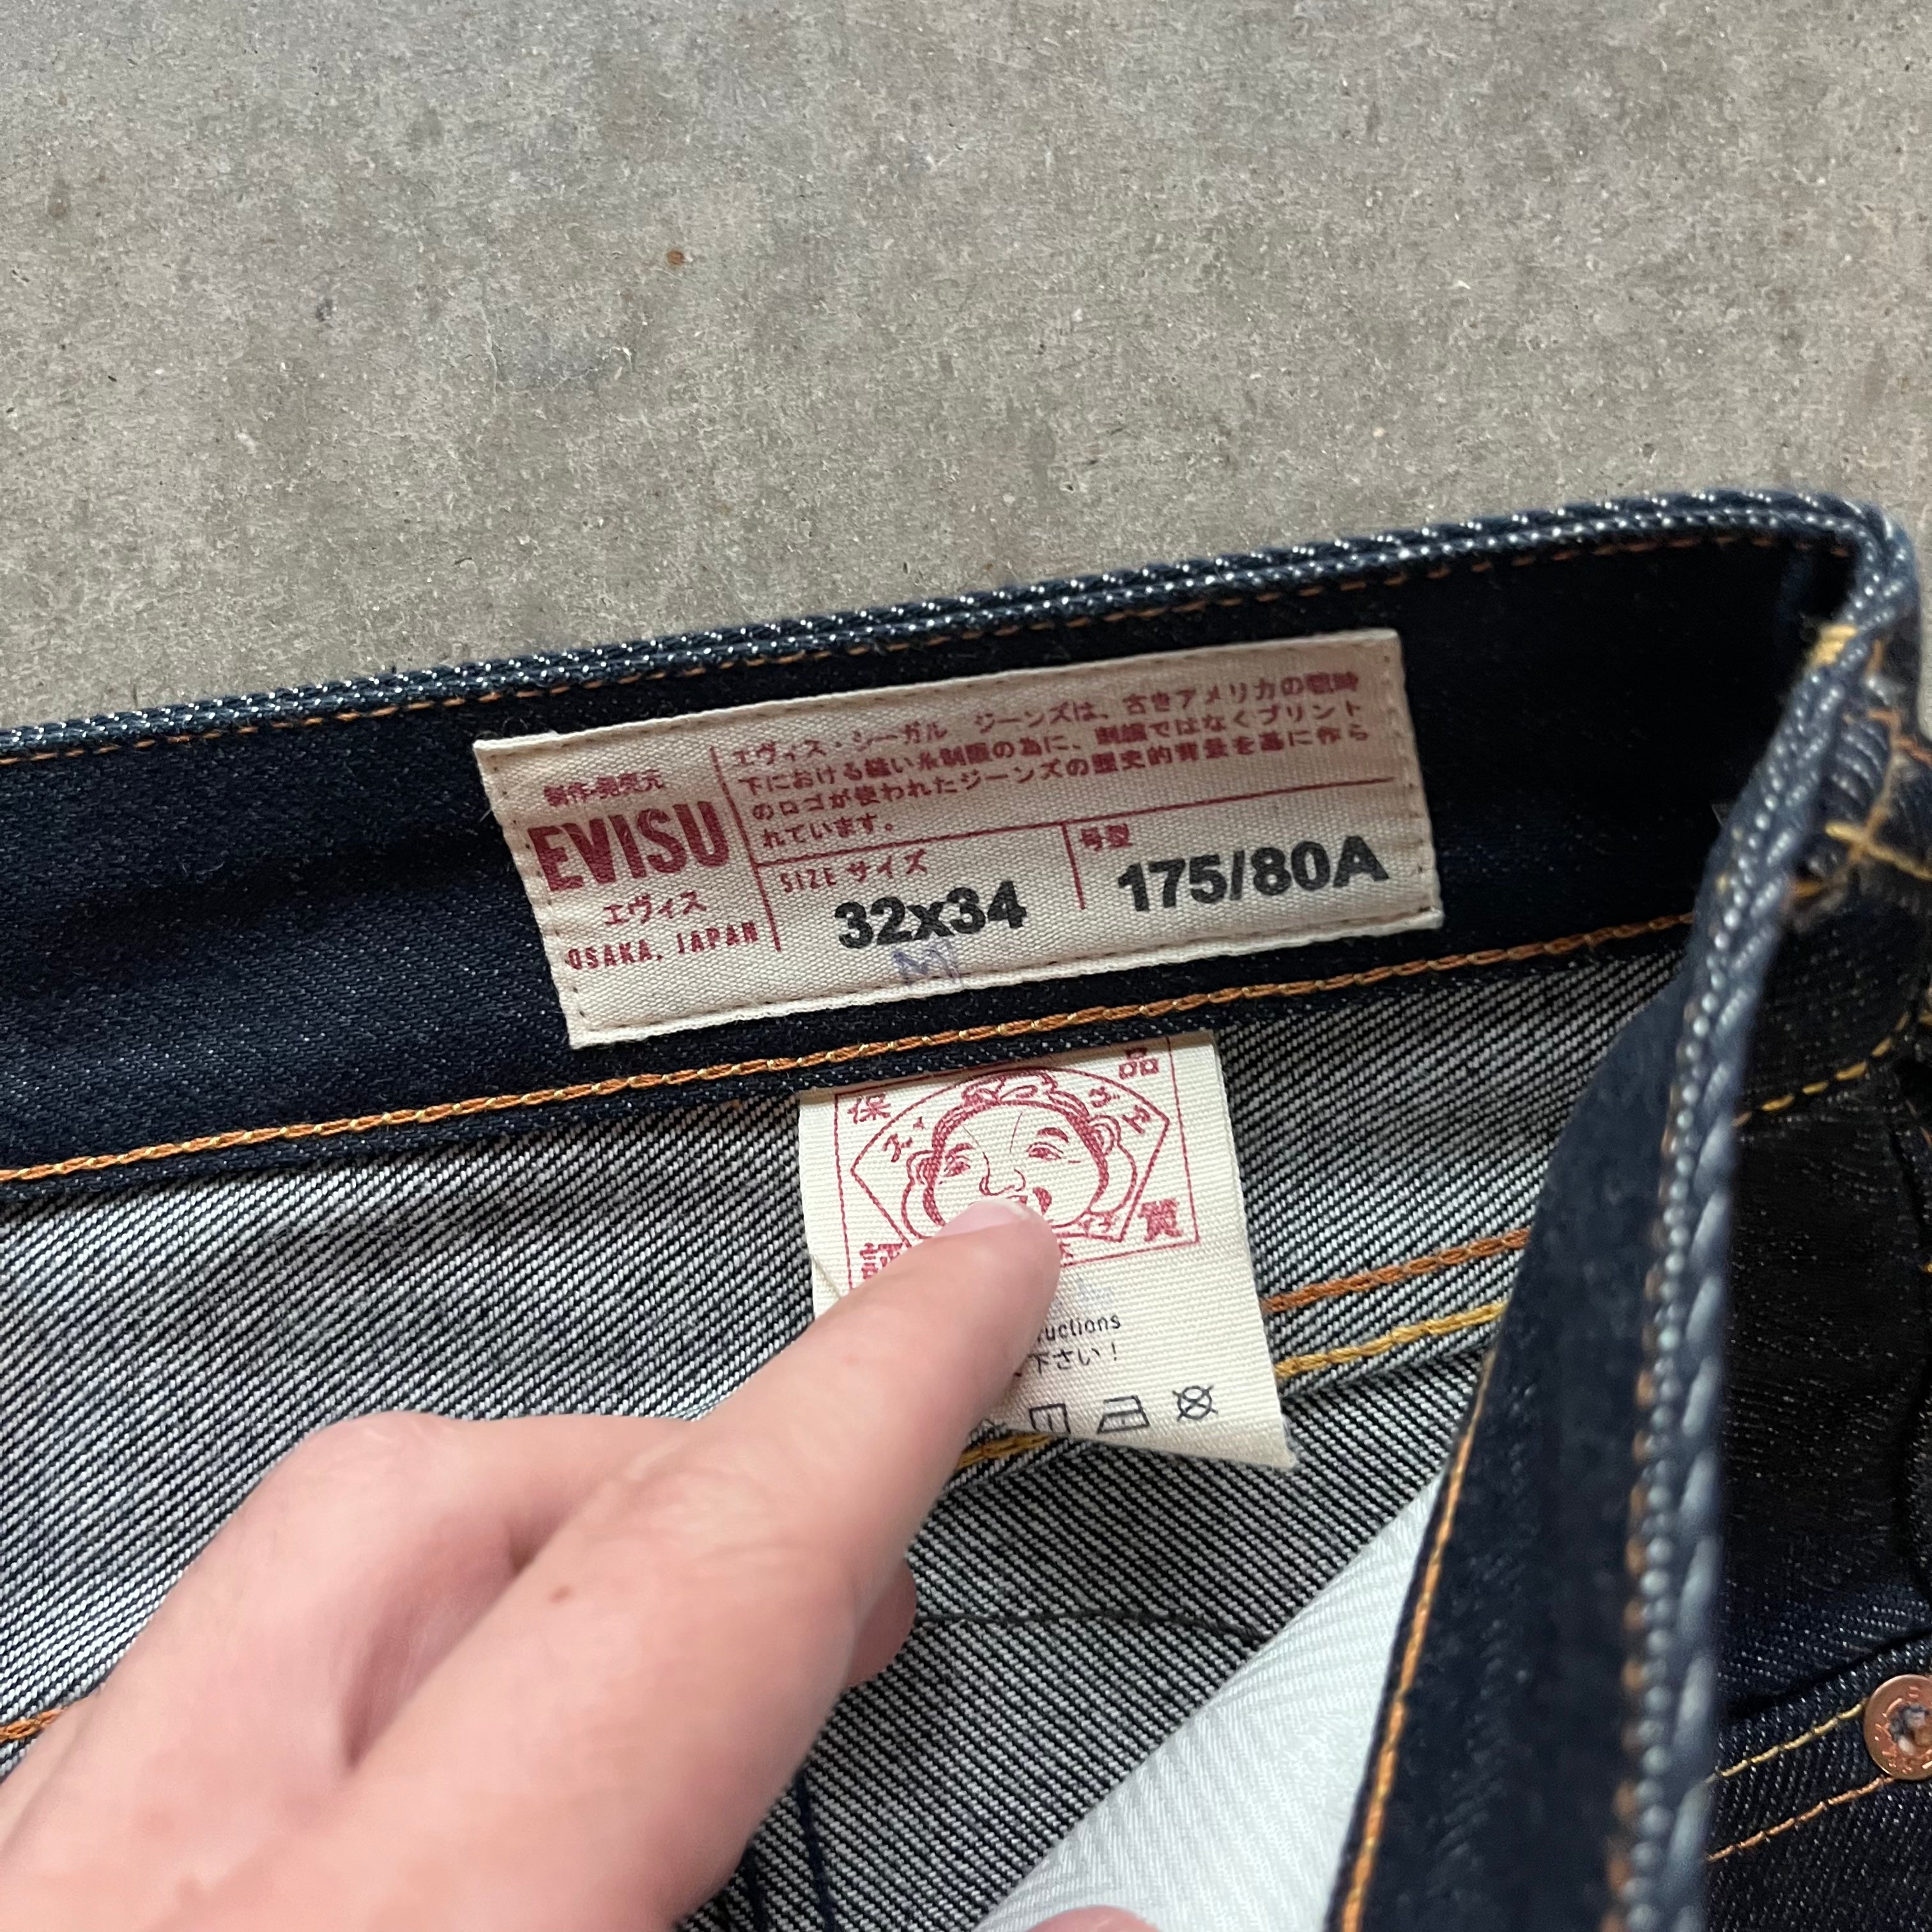 製作・発売元
EVISU
エヴィス
OSAKA, JAPAN
エヴィス・シーガル ジーンズは、古きアメリカの戦時
下における縫い糸制限の為に、刺繍ではなくプリント
のロゴが使われたジーンズの歴史的背景を基に作ら
れています。
SIZE サイズ
32x34
号型
175/80A
保
品
質
下さい！